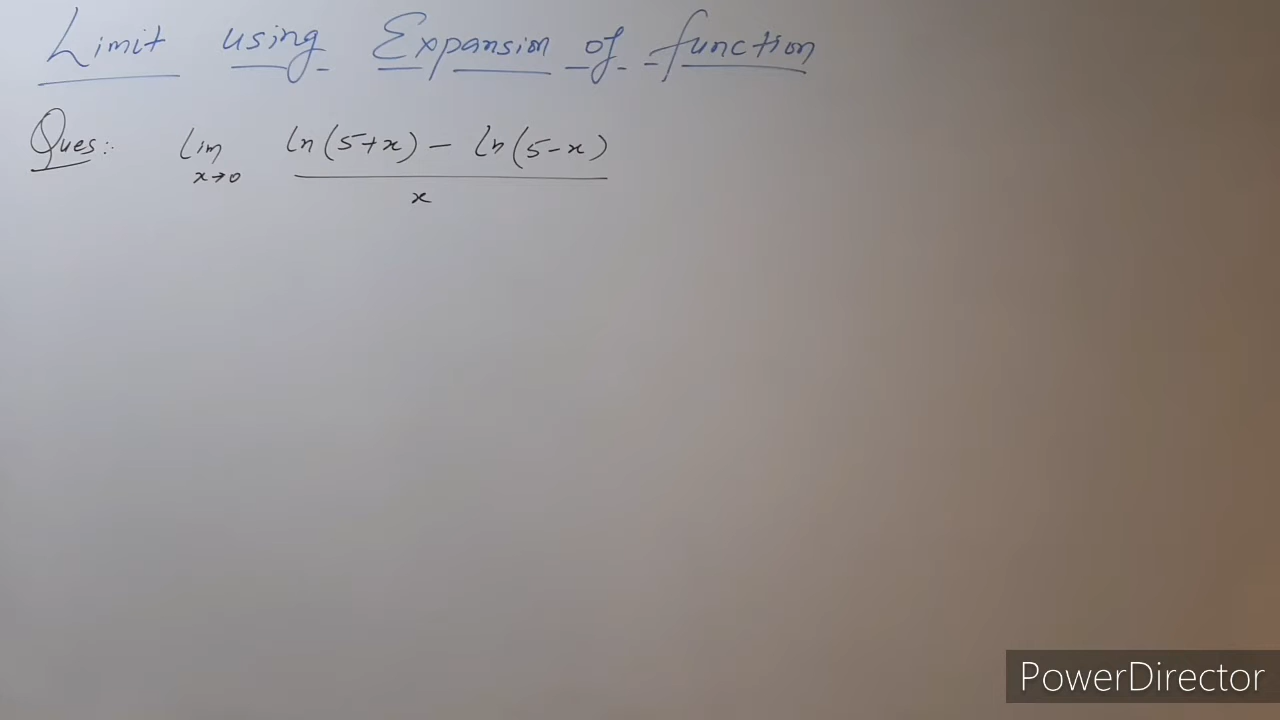 Limit using Expansion of function
Ques:. Lim ln(5+x) - ln(5-x)
x→0
x
PowerDirector